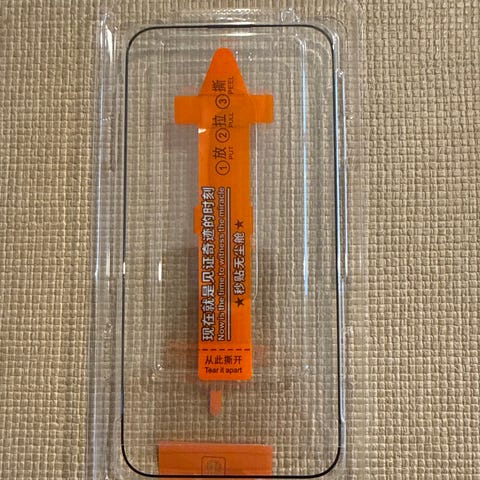 ①放 ②拉 ③撕
PUT PULL PEEL
现在就是见证奇迹的时刻
Now is the time to witness the miracle
★秒贴无尘舱★
从此撕开
Tear it apart